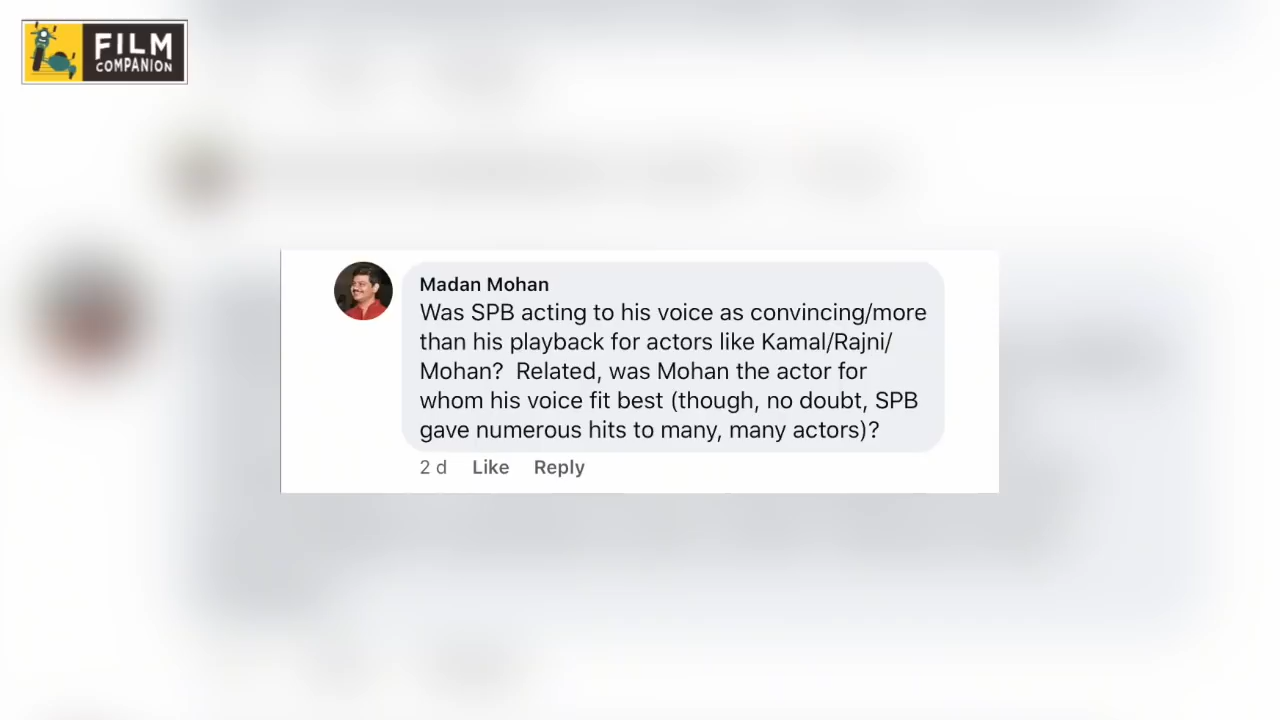 FILM
COMPANION
Madan Mohan
Was SPB acting to his voice as convincing/more
than his playback for actors like Kamal/Rajni/
Mohan?  Related, was Mohan the actor for
whom his voice fit best (though, no doubt, SPB
gave numerous hits to many, many actors)?
2 d Like Reply